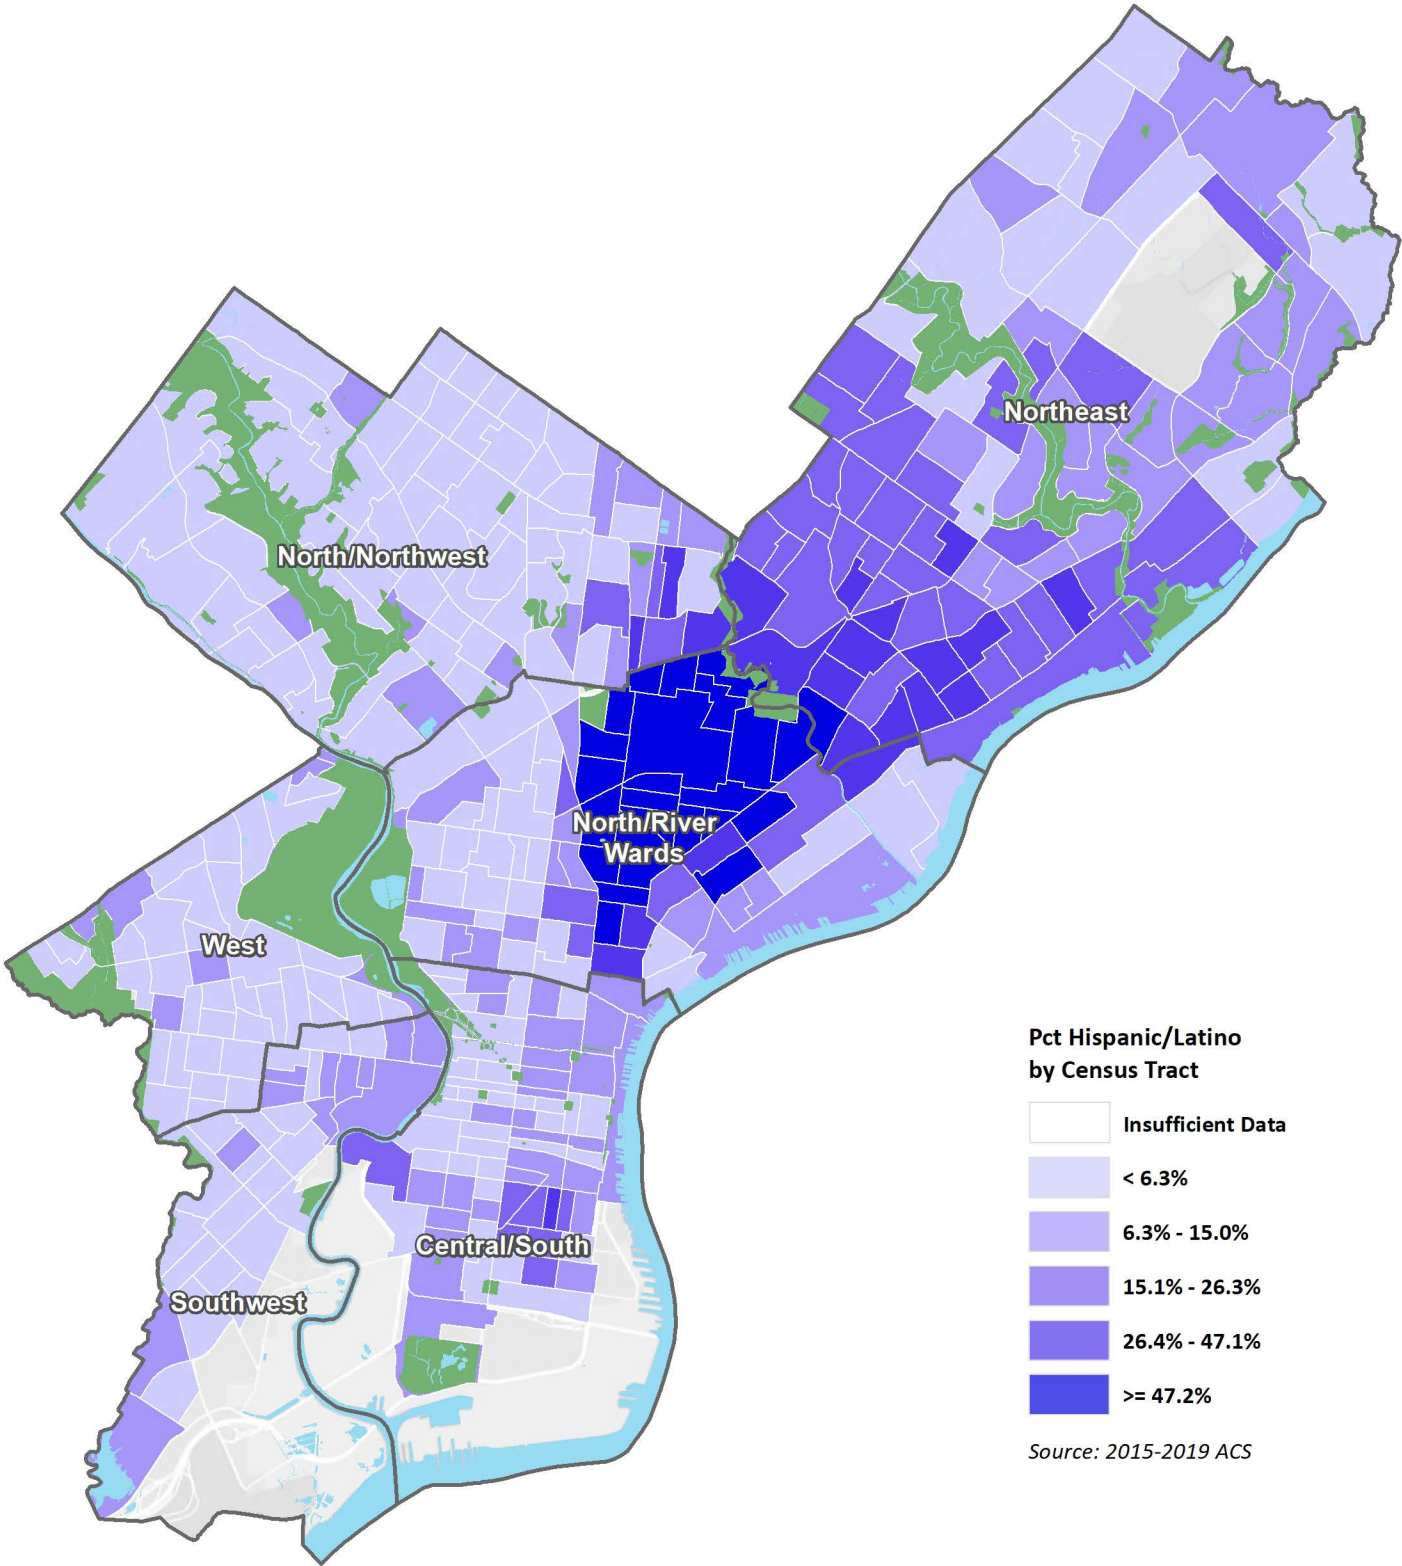 Northeast
North/Northwest
North/River
Wards
West
Central/South
Southwest
Pct Hispanic/Latino
by Census Tract
Insufficient Data
< 6.3%
6.3% - 15.0%
15.1% - 26.3%
26.4% - 47.1%
>= 47.2%
Source: 2015-2019 ACS